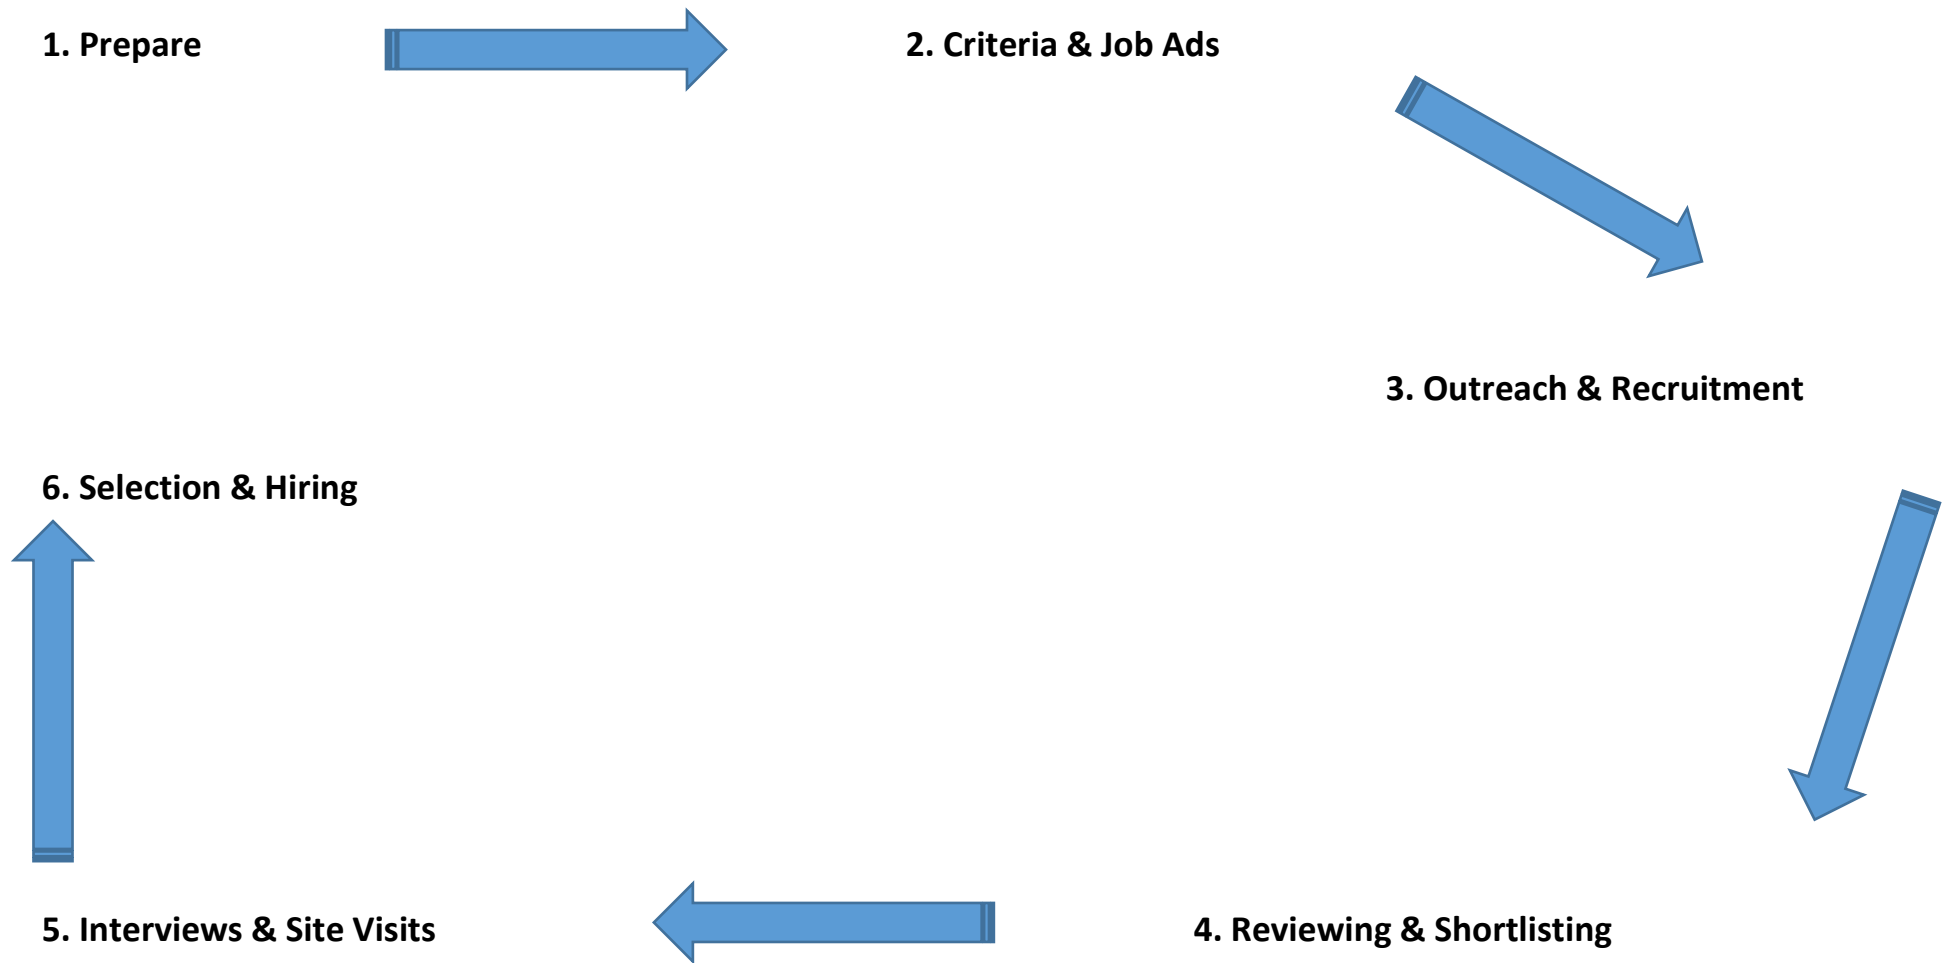 1. Prepare
2. Criteria & Job Ads
3. Outreach & Recruitment
4. Reviewing & Shortlisting
5. Interviews & Site Visits
6. Selection & Hiring